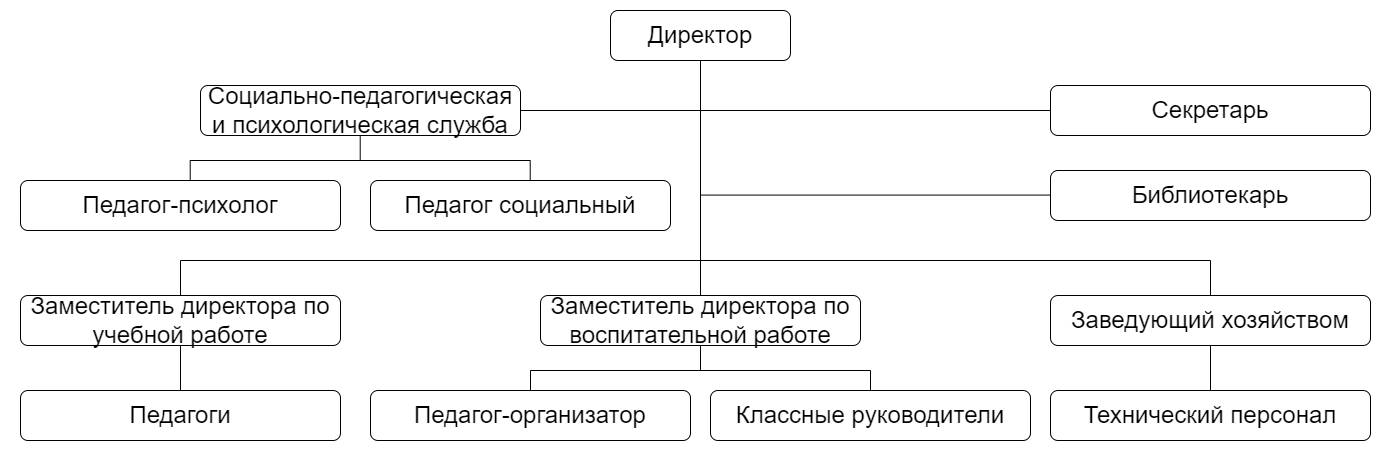 Директор
Социально-педагогическая
и психологическая служба
Секретарь
Педагог-психолог
Педагог социальный
Библиотекарь
Заместитель директора по
учебной работе
Заместитель директора по
воспитательной работе
Заведующий хозяйством
Педагоги
Педагог-организатор
Классные руководители
Технический персонал